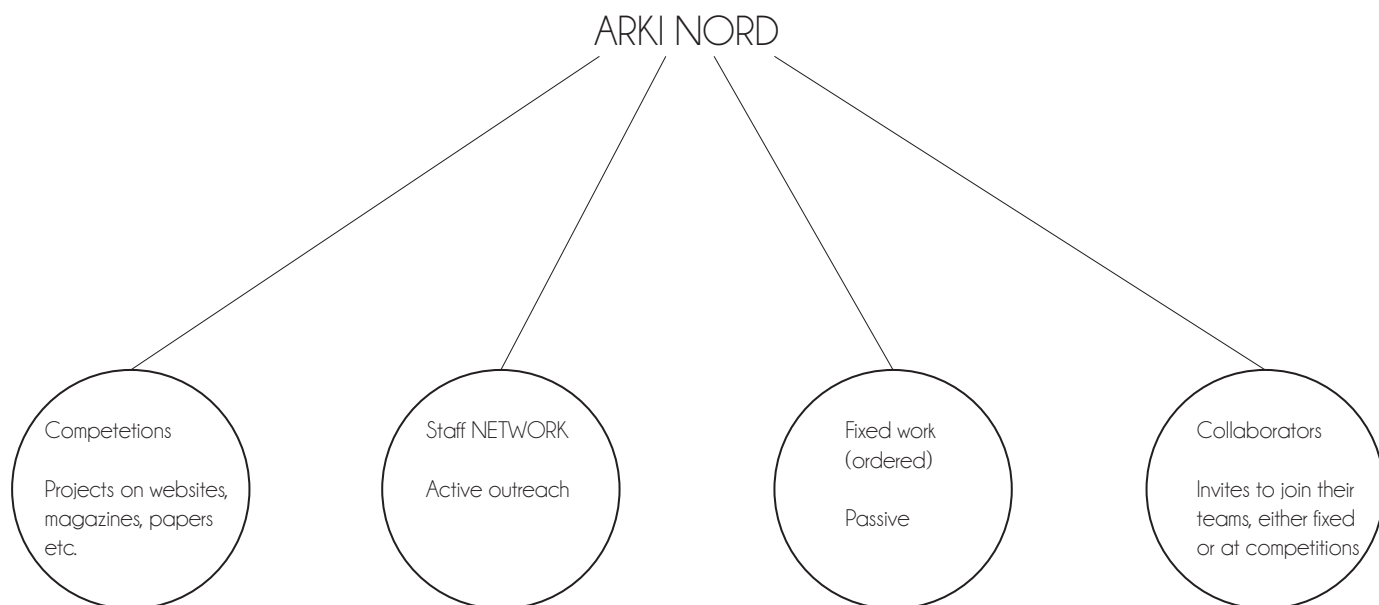 ARKI NORD
Competetions
Projects on websites,
magazines, papers
etc.
Staff NETWORK
Active outreach
Fixed work
(ordered)
Passive
Collaborators
Invites to join their
teams, either fixed
or at competitions